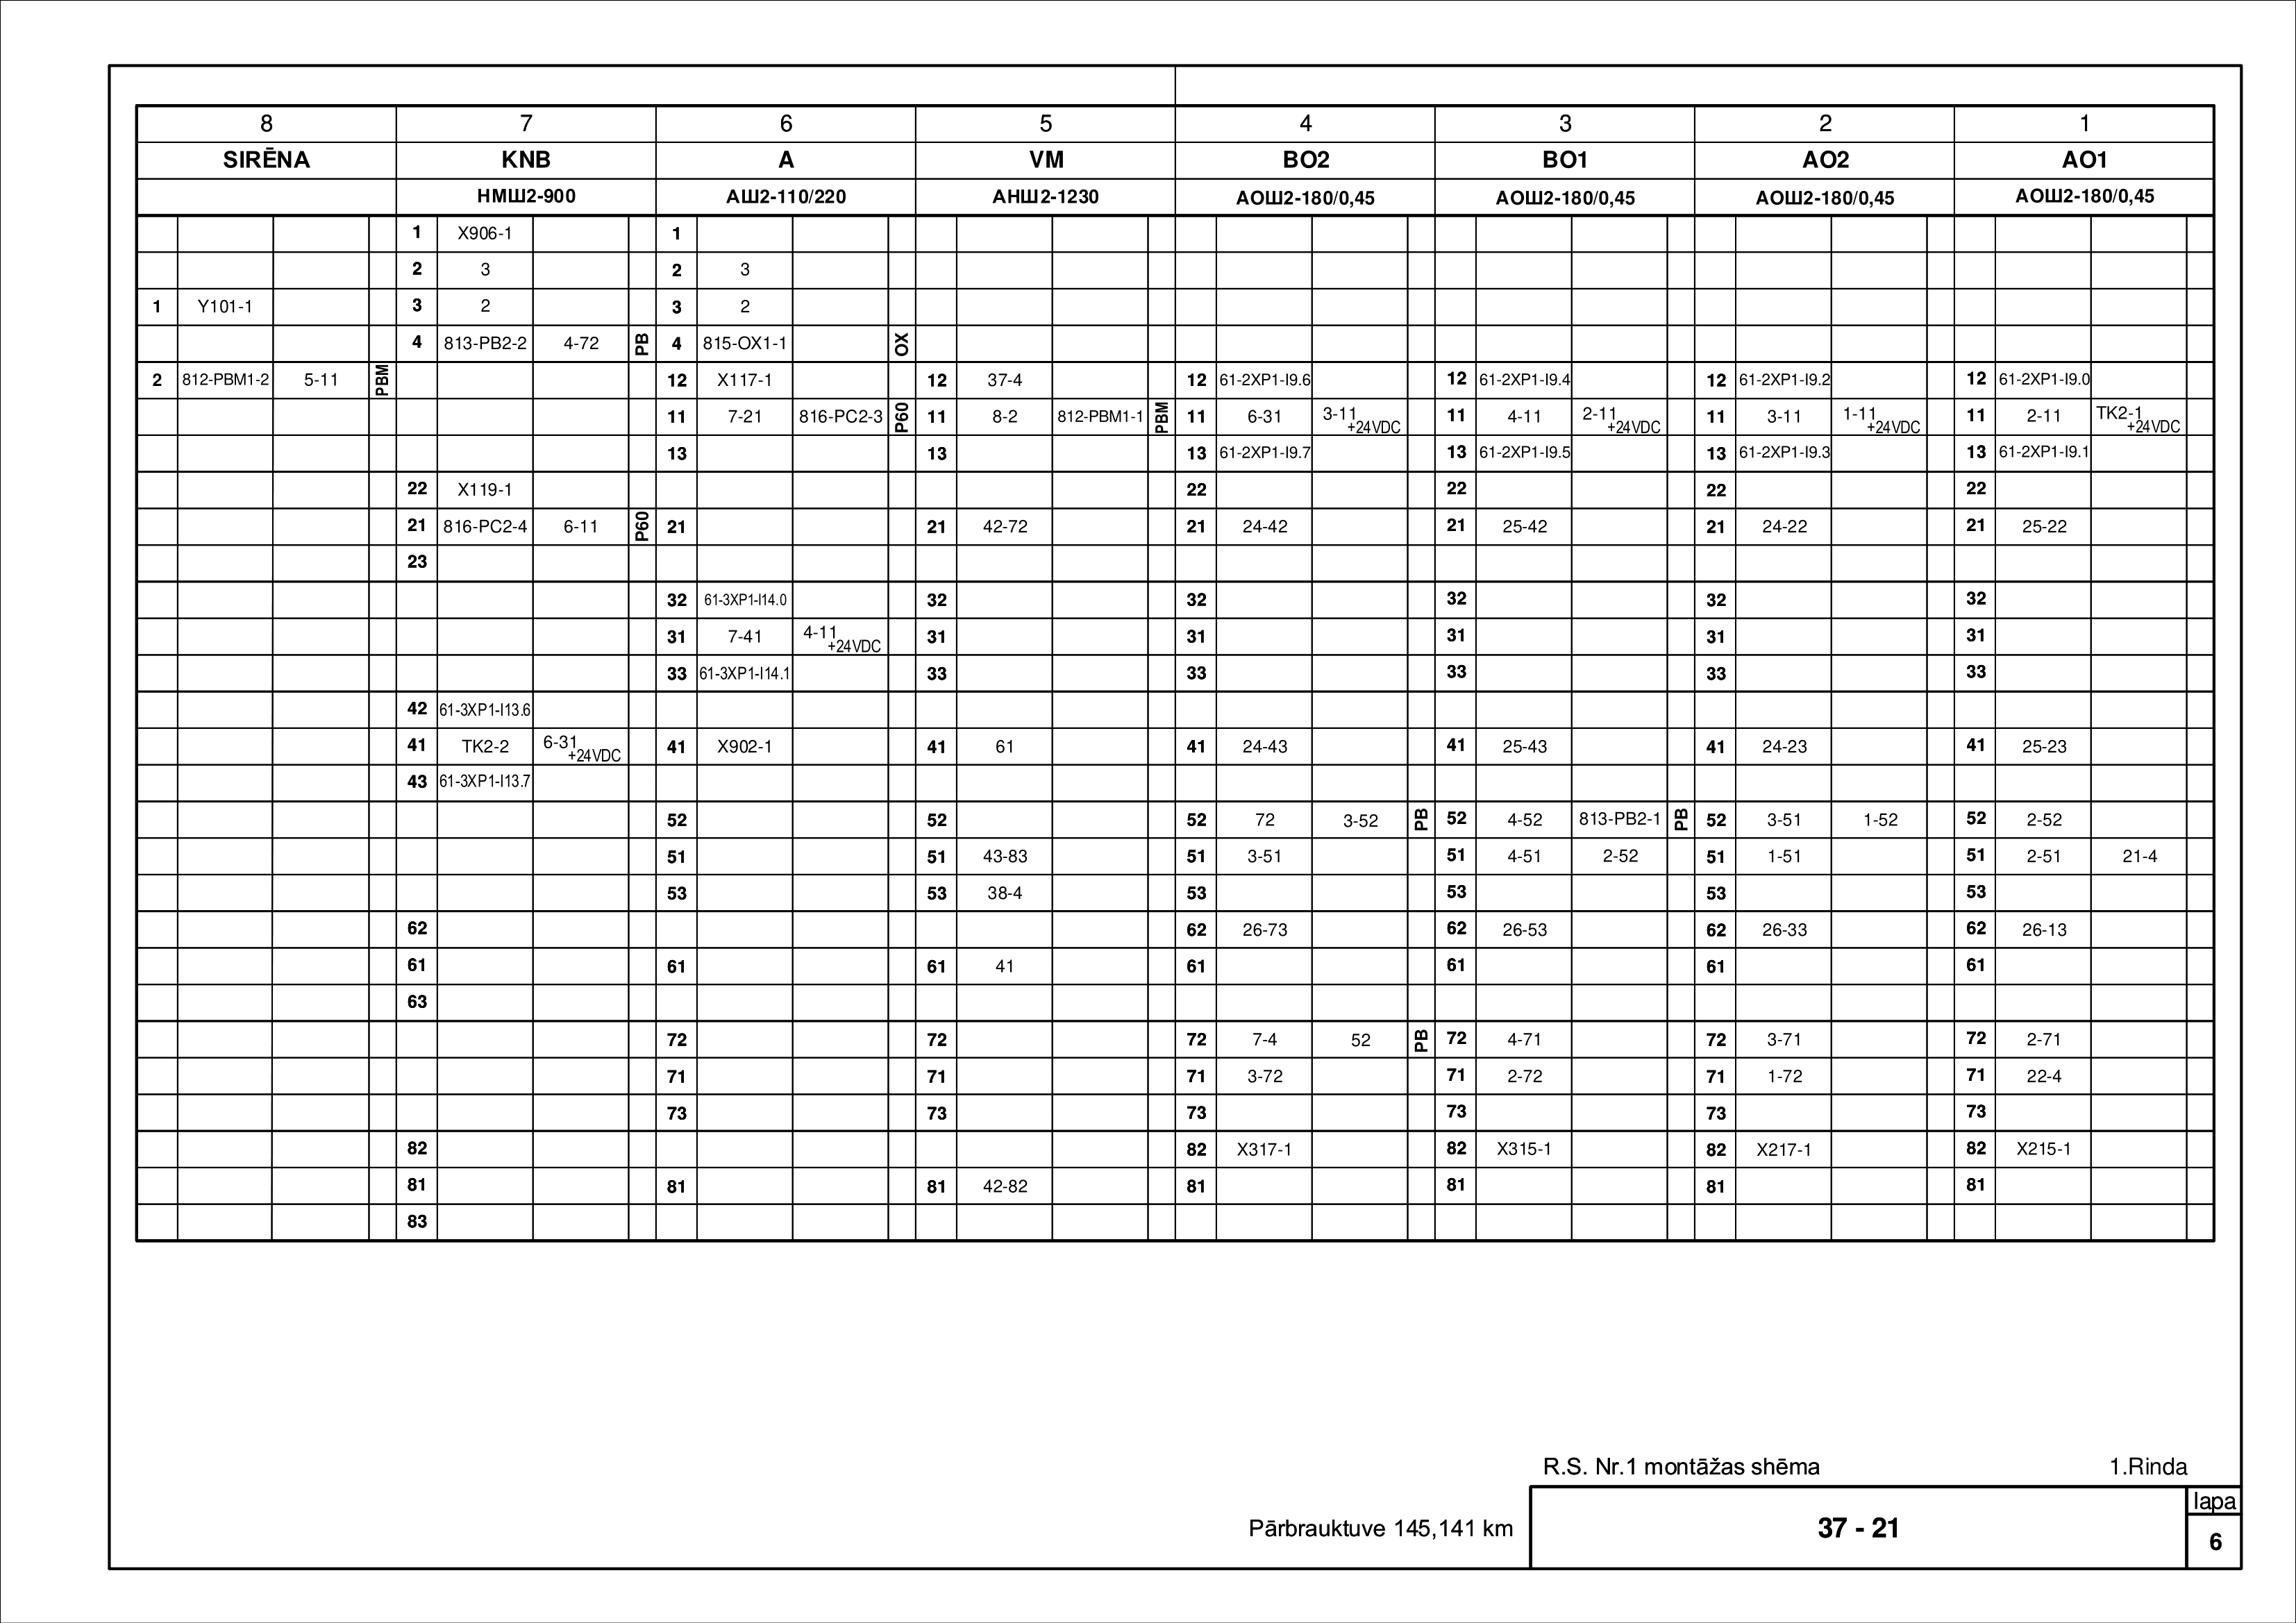 8 7 6 5 4 3 2 1
SIRĒNA KNB A VM BO2 BO1 AO2 AO1
НМШ2-900 АШ2-110/220 АНШ2-1230 АОШ2-180/0,45 АОШ2-180/0,45 АОШ2-180/0,45 АОШ2-180/0,45
1 X906-1 1
2 3 2 3
1 Y101-1 3 2 3 2
4 813-PB2-2 4-72 PB 4 815-OX1-1 OX
2 812-PBM1-2 5-11 PBM 12 X117-1 12 37-4 12 61-2XP1-I9.6 12 61-2XP1-I9.4 12 61-2XP1-I9.2 12 61-2XP1-I9.0
11 7-21 816-PC2-3 P60 11 8-2 812-PBM1-1 PBM 11 6-31 3-11 +24VDC 11 4-11 2-11 +24VDC 11 3-11 1-11 +24VDC 11 2-11 TK2-1 +24VDC
13 13 13 61-2XP1-I9.7 13 61-2XP1-I9.5 13 61-2XP1-I9.3 13 61-2XP1-I9.1
22 X119-1 22 22 22 22
21 816-PC2-4 6-11 P60 21 21 42-72 21 24-42 21 25-42 21 24-22 21 25-22
23
32 61-3XP1-I14.0 32 32 32 32 32
31 7-41 4-11 +24VDC 31 31 31 31 31
33 61-3XP1-I14.1 33 33 33 33 33
42 61-3XP1-I13.6
41 TK2-2 6-31 +24VDC 41 X902-1 41 61 41 24-43 41 25-43 41 24-23 41 25-23
43 61-3XP1-I13.7
52 52 52 72 3-52 PB 52 4-52 813-PB2-1 PB 52 3-51 1-52 52 2-52
51 51 43-83 51 3-51 51 4-51 2-52 51 1-51 51 2-51 21-4
53 53 38-4 53 53 53 53
62 62 26-73 62 26-53 62 26-33 62 26-13
61 61 61 41 61 61 61 61
63
72 72 72 7-4 52 PB 72 4-71 72 3-71 72 2-71
71 71 71 3-72 71 2-72 71 1-72 71 22-4
73 73 73 73 73 73
82 82 X317-1 82 X315-1 82 X217-1 82 X215-1
81 81 81 42-82 81 81 81 81
83
R.S. Nr.1 montāžas shēma 1.Rinda
Pārbrauktuve 145,141 km
37 - 21
lapa
6